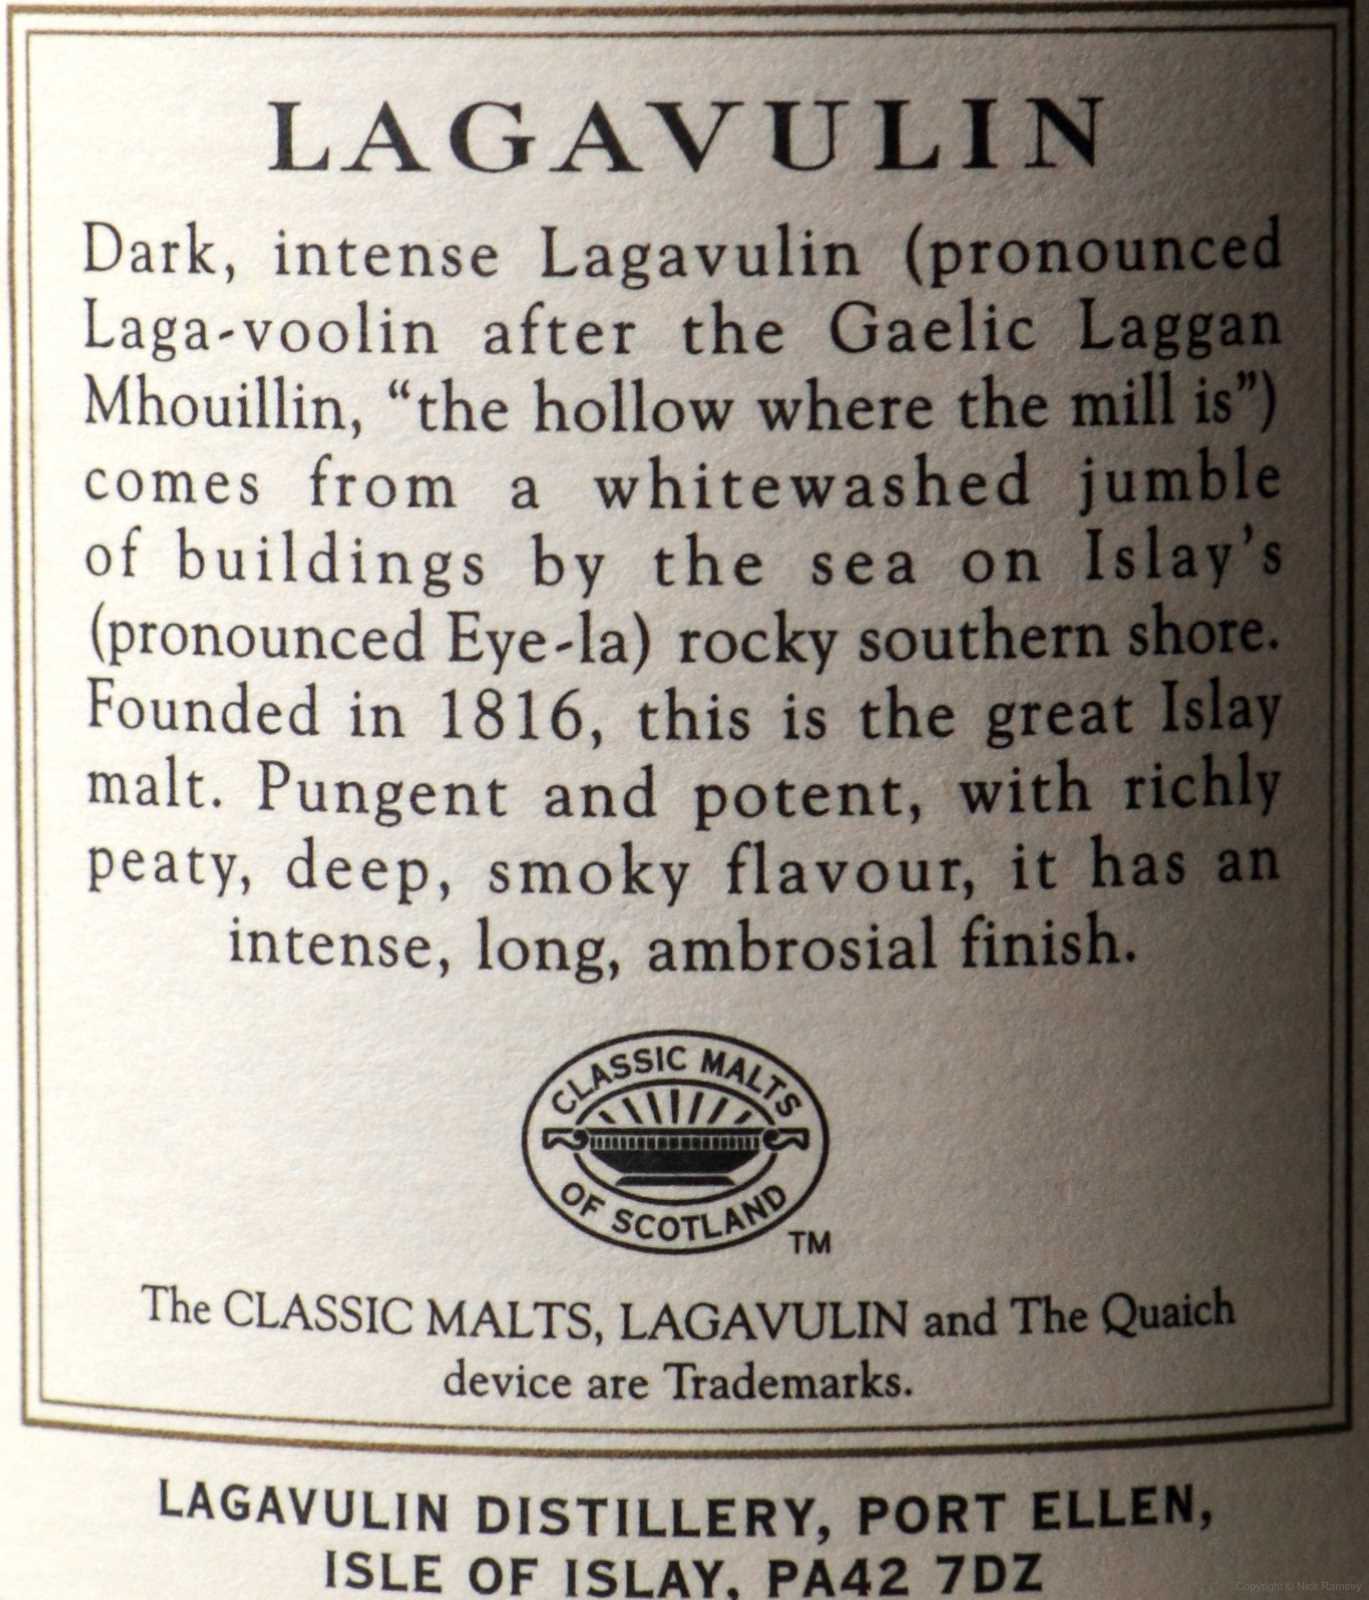 LAGAVULIN
Dark, intense Lagavulin (pronounced
Laga-voolin after the Gaelic Laggan
Mhouillin, “the hollow where the mill is”)
comes from a whitewashed jumble
of buildings by the sea on Islay’s
(pronounced Eye-la) rocky southern shore.
Founded in 1816, this is the great Islay
malt. Pungent and potent, with richly
peaty, deep, smoky flavour, it has an
intense, long, ambrosial finish.
CLASSIC MALTS
OF SCOTLAND
TM
The CLASSIC MALTS, LAGAVULIN and The Quaich
device are Trademarks.
LAGAVULIN DISTILLERY, PORT ELLEN,
ISLE OF ISLAY, PA42 7DZ
Copyright © Nick Ramsey